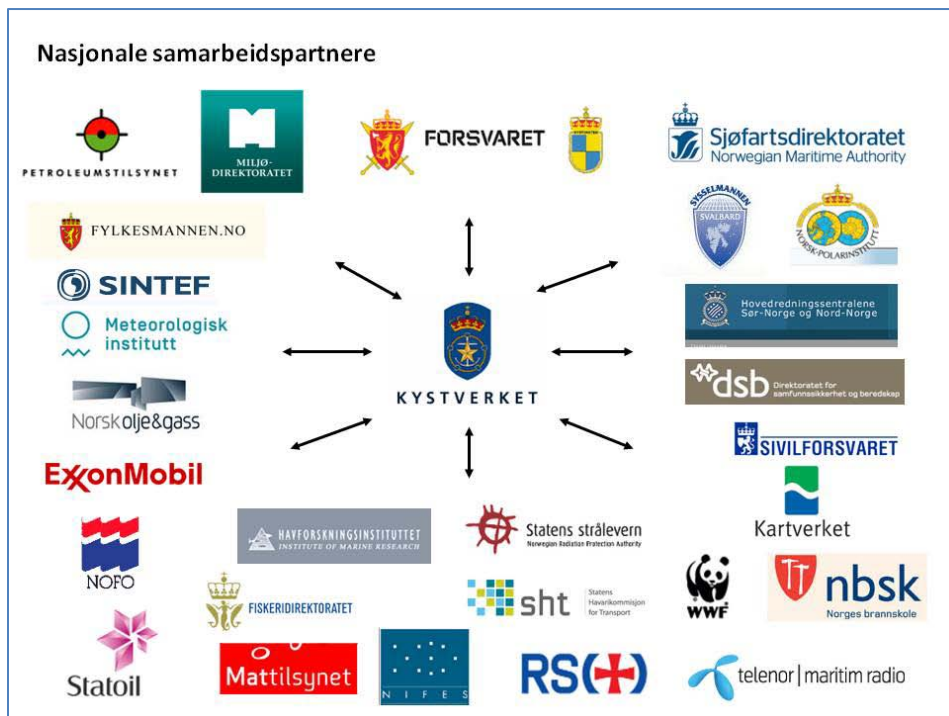 Nasjonale samarbeidspartnere
PETROLEUMSTILSYNET
MILJØ-
DIREKTORATET
FORSVARET
Sjøfartsdirektoratet
Norwegian Maritime Authority
FYLKESMANNEN.NO
SYSSELMANNEN
SVALBARD
NORSK-POLARINSTITUTT
SINTEF
Meteorologisk
institutt
Hovedredningssentralene
Sør-Norge og Nord-Norge
KYSTVERKET
dsb
Direktoratet for
samfunnssikkerhet og beredskap
Norsk olje&gass
SIVILFORSVARET
ExxonMobil
Kartverket
NOFO
HAVFORSKNINGSINSTITUTTET
INSTITUTE OF MARINE RESEARCH
Statens strålevern
Norwegian Radiation Protection Authority
FISKERIDIREKTORATET
sht
Statens
Havarikommisjon
for Transport
WWF
nbsk
Norges brannskole
Statoil
Mattilsynet
NIFES
RS
telenor | maritim radio